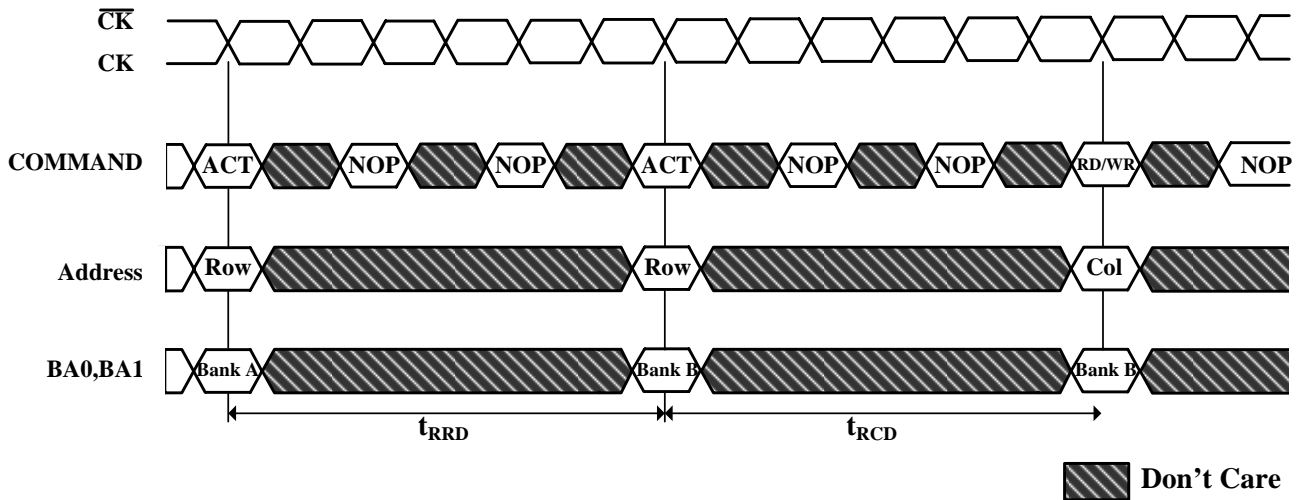 CK
CK
COMMAND ACT NOP NOP ACT NOP NOP RD/WR NOP
Address Row Row Col
BA0,BA1 Bank A Bank B Bank B
tRRD tRCD
Don't Care